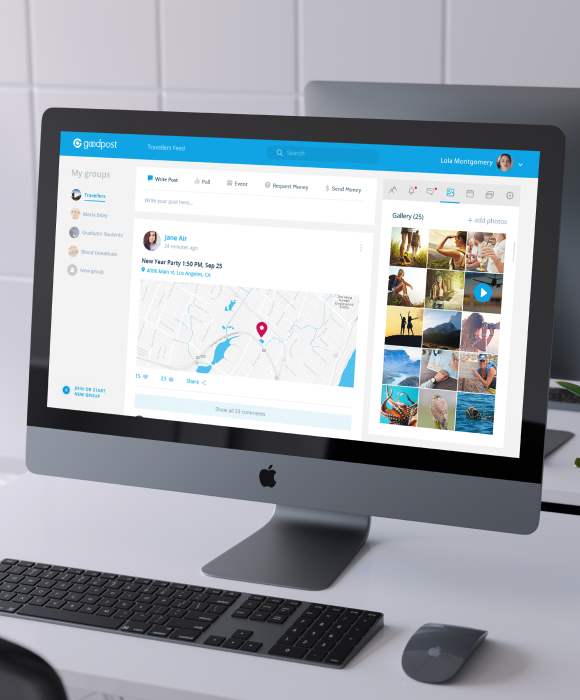 goodpost
Travellers Feed
Search
Lola Montgomery
My groups
Travellers
Maria Bday
Graduate Students
Blood Donations
New group
JOIN OR START
NEW GROUP
Write Post
Poll
Event
Request Money
$ Send Money
Write your post here...
Jane Air
24 minutes ago
New Year Party 1:50 PM, Sep 25
4006 Main st, Los Angeles, CA
15
23
Share
Show all 23 comments
Gallery (25)
+ add photos